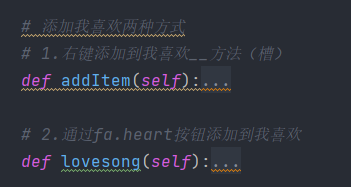 # 添加我喜欢两种方式
# 1.右键添加到我喜欢__方法（槽）
def addItem(self):...
# 2.通过fa.heart按钮添加到我喜欢
def lovesong(self):...